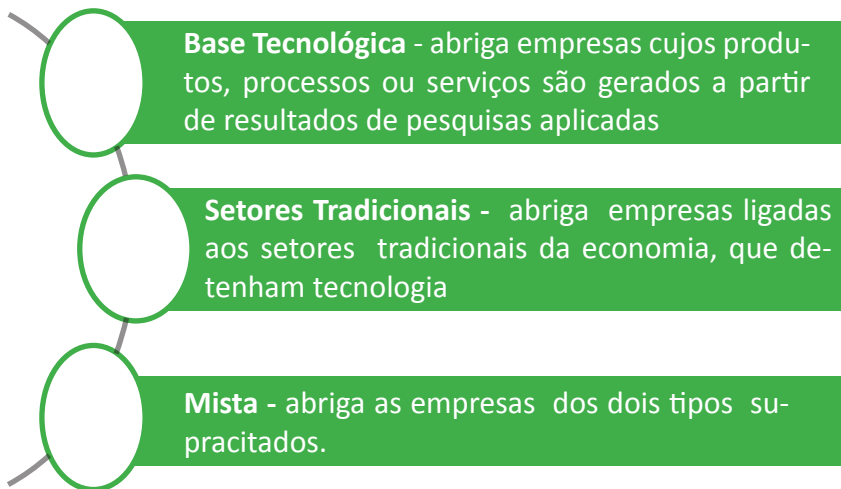 Base Tecnológica - abriga empresas cujos produ-
tos, processos ou serviços são gerados a partir
de resultados de pesquisas aplicadas
Setores Tradicionais - abriga empresas ligadas
aos setores tradicionais da economia, que de-
tenham tecnologia
Mista - abriga as empresas dos dois tipos su-
pracitados.